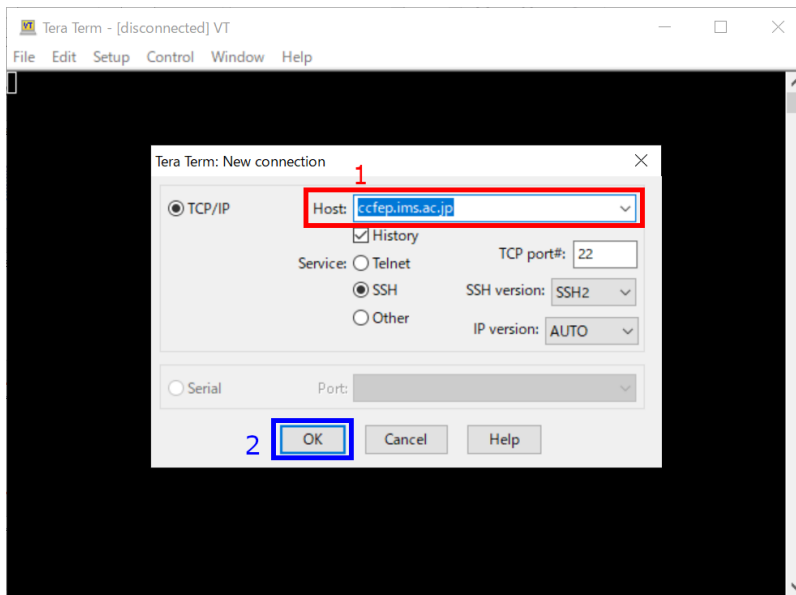 VT Tera Term - [disconnected] VT
File Edit Setup Control Window Help
Tera Term: New connection
1
TCP/IP Host: ccfep.ims.ac.jp
History
Service: Telnet TCP port#: 22
SSH SSH version: SSH2
Other IP version: AUTO
Serial Port:
2 OK Cancel Help